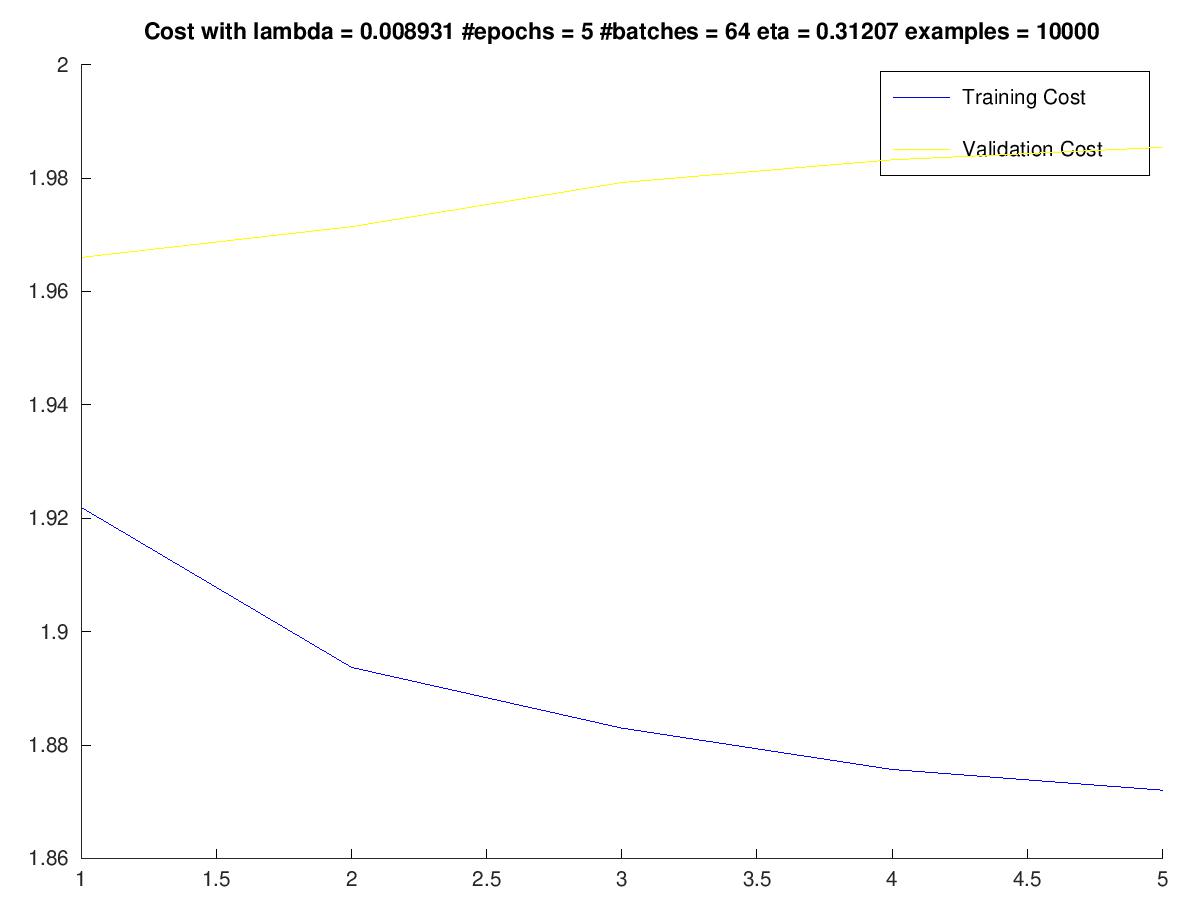 Cost with lambda = 0.008931 #epochs = 5 #batches = 64 eta = 0.31207 examples = 10000
2
Training Cost
Validation Cost
1.98
1.96
1.94
1.92
1.9
1.88
1.86
1 1.5 2 2.5 3 3.5 4 4.5 5